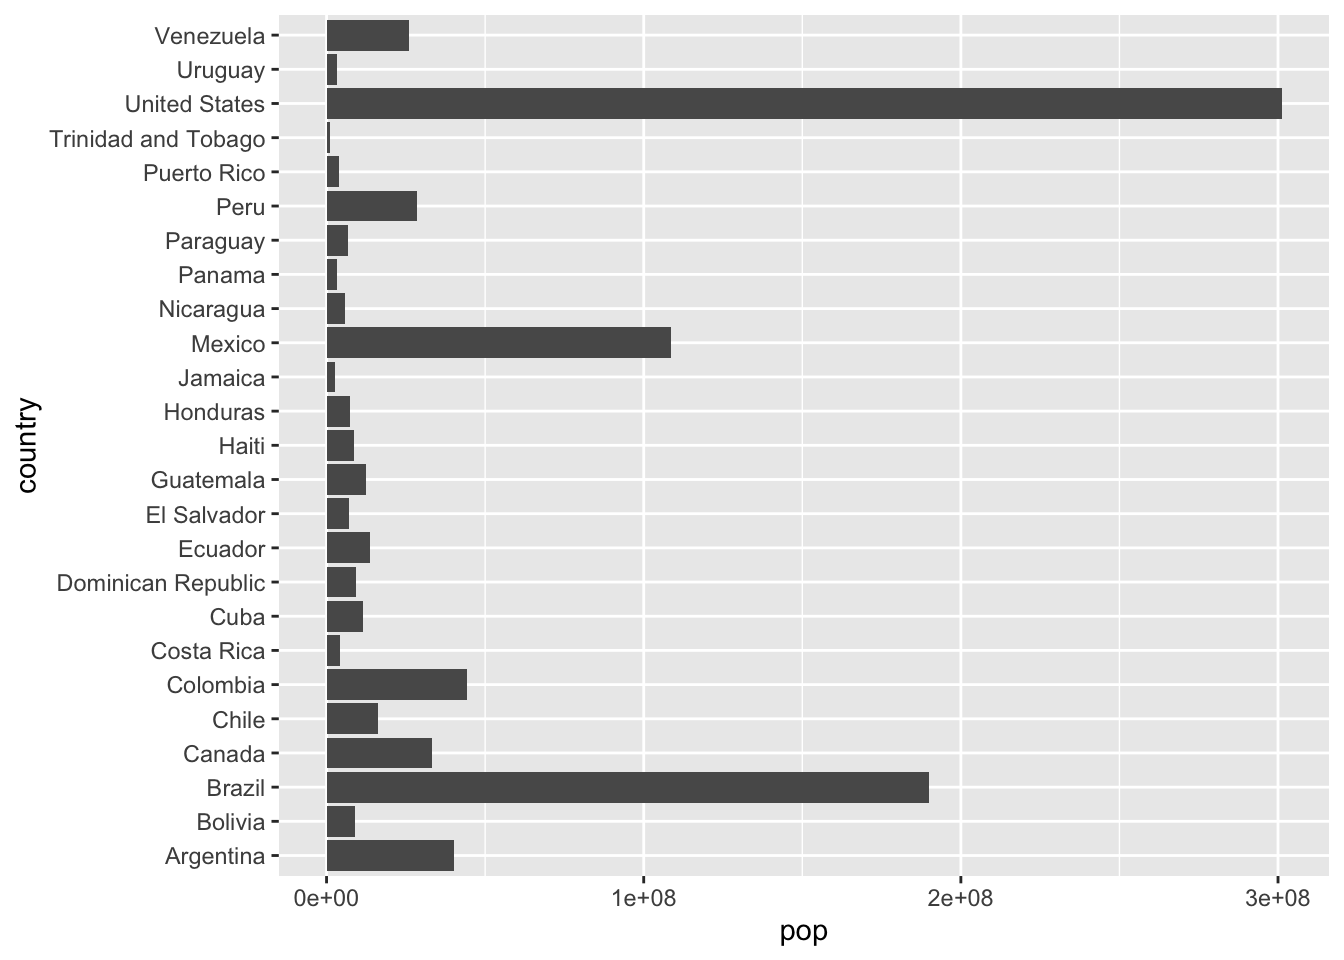 Venezuela
Uruguay
United States
Trinidad and Tobago
Puerto Rico
Peru
Paraguay
Panama
Nicaragua
Mexico
Jamaica
Honduras
Haiti
Guatemala
El Salvador
Ecuador
Dominican Republic
Cuba
Costa Rica
Colombia
Chile
Canada
Brazil
Bolivia
Argentina
country
0e+00 1e+08 2e+08 3e+08
pop